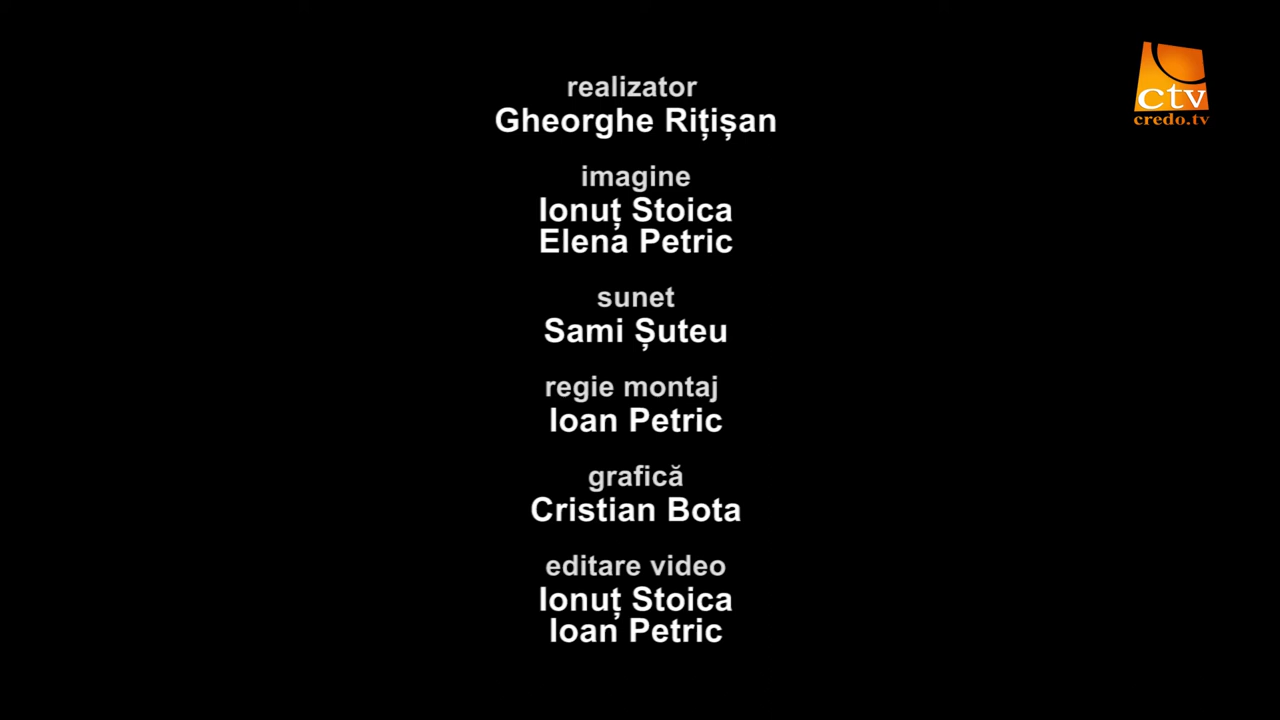 realizator
Gheorghe Rițișan
imagine
Ionuț Stoica
Elena Petric
sunet
Sami Șuteu
regie montaj
Ioan Petric
grafică
Cristian Bota
editare video
Ionuț Stoica
Ioan Petric
ctv
credo.tv